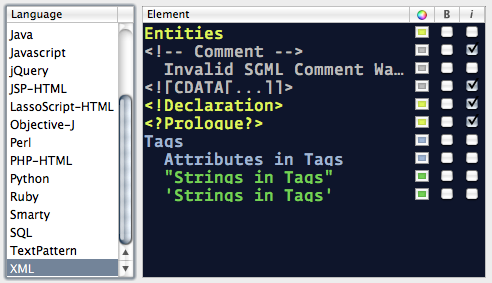 Language
Java
Javascript
jQuery
JSP-HTML
LassoScript-HTML
Objective-J
Perl
PHP-HTML
Python
Ruby
Smarty
SQL
TextPattern
XML
Element B i
Entities
<!-- Comment -->
Invalid SGML Comment Wa…
<![CDATA[...]]>
<!Declaration>
<?Prologue?>
Tags
Attributes in Tags
"Strings in Tags"
'Strings in Tags'